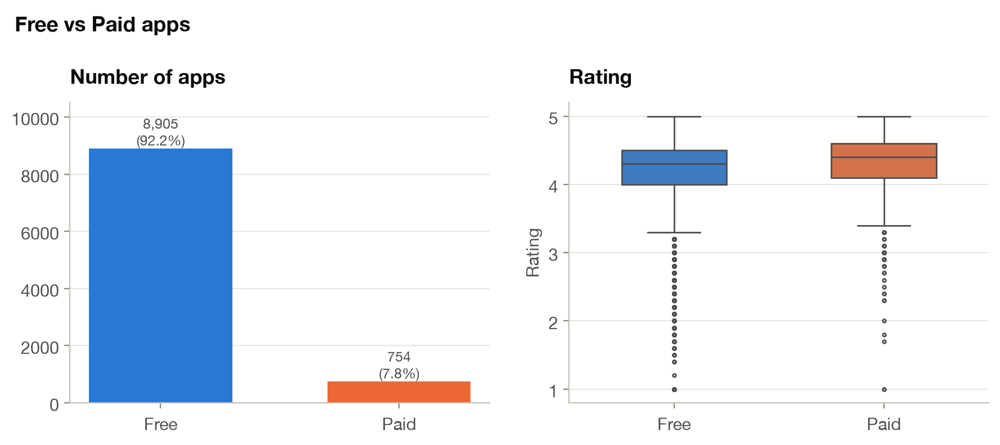 Free vs Paid apps
Number of apps
10000
8000
6000
4000
2000
0
8,905
(92.2%)
754
(7.8%)
Free
Paid
Rating
Rating
5
4
3
2
1
Free
Paid